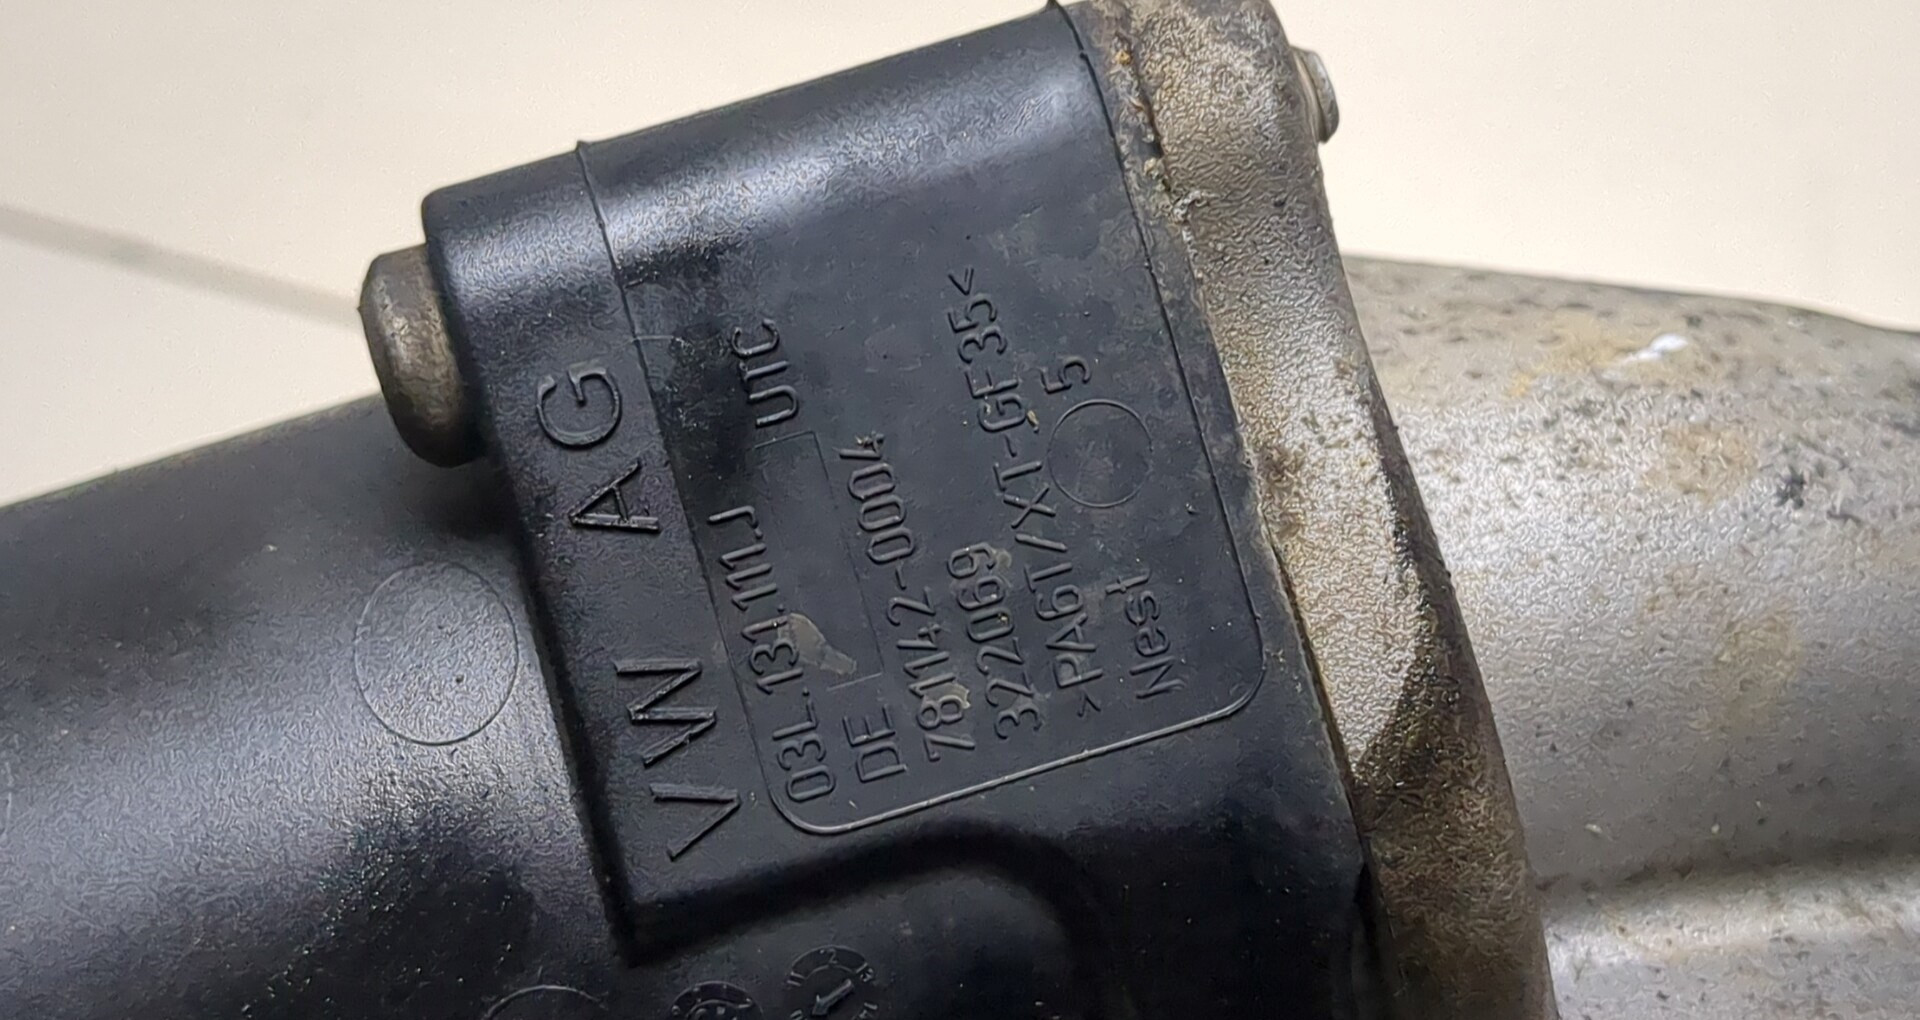 VW AG
03L.131.111.J UTC
DE
781142-0004
322069
>PA6T/XT-GF35<
Nest 5